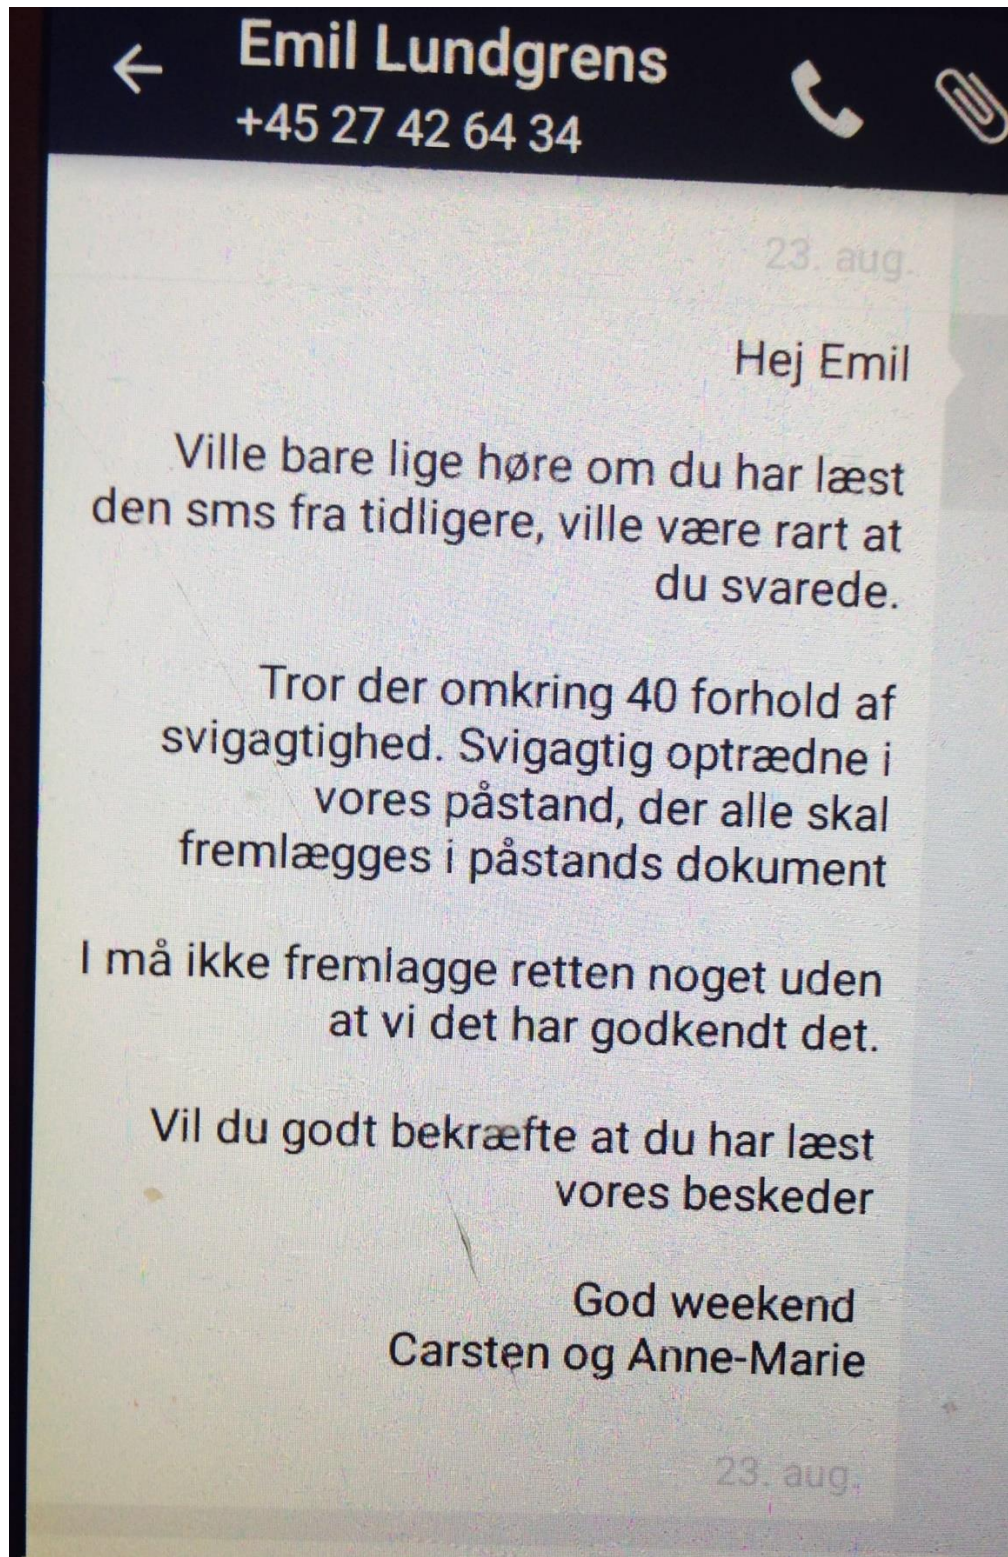 Emil Lundgrens
+45 27 42 64 34
23. aug.
Hej Emil
Ville bare lige høre om du har læst
den sms fra tidligere, ville være rart at
du svarede.
Tror der omkring 40 forhold af
svigagtighed. Svigagtig optrædne i
vores påstand, der alle skal
fremlægges i påstands dokument
I må ikke fremlagge retten noget uden
at vi det har godkendt det.
Vil du godt bekræfte at du har læst
vores beskeder
God weekend
Carsten og Anne-Marie
23. aug.